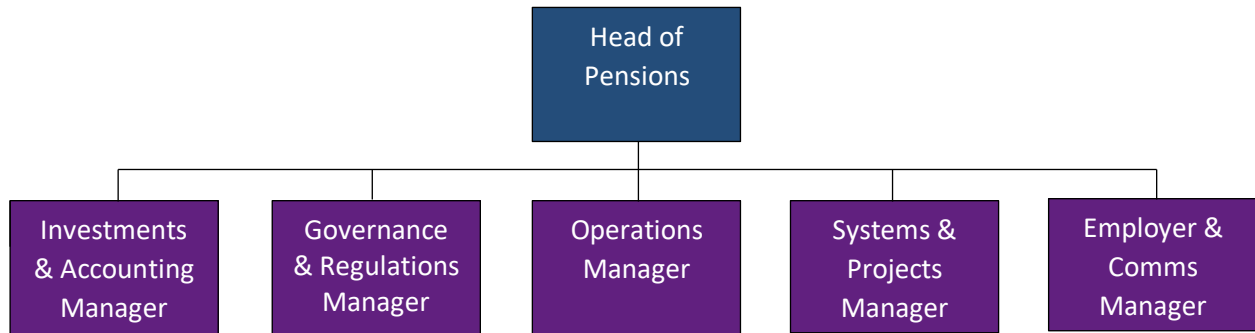 Head of
Pensions
Investments
& Accounting
Manager
Governance
& Regulations
Manager
Operations
Manager
Systems &
Projects
Manager
Employer &
Comms
Manager